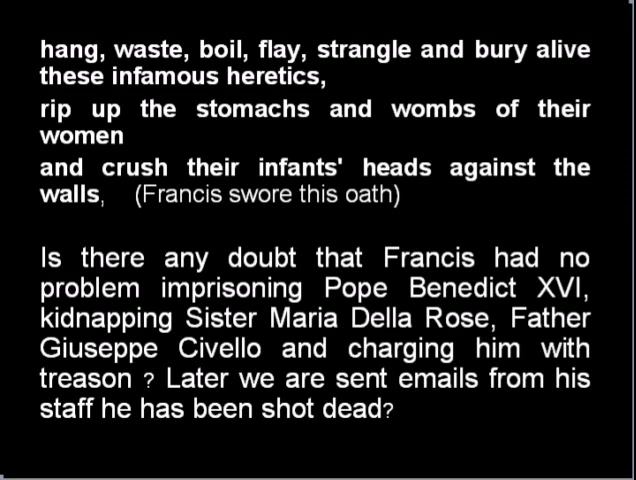 hang, waste, boil, flay, strangle and bury alive
these infamous heretics,
rip up the stomachs and wombs of their
women
and crush their infants' heads against the
walls, (Francis swore this oath)
Is there any doubt that Francis had no
problem imprisoning Pope Benedict XVI,
kidnapping Sister Maria Della Rose, Father
Giuseppe Civello and charging him with
treason ? Later we are sent emails from his
staff he has been shot dead?